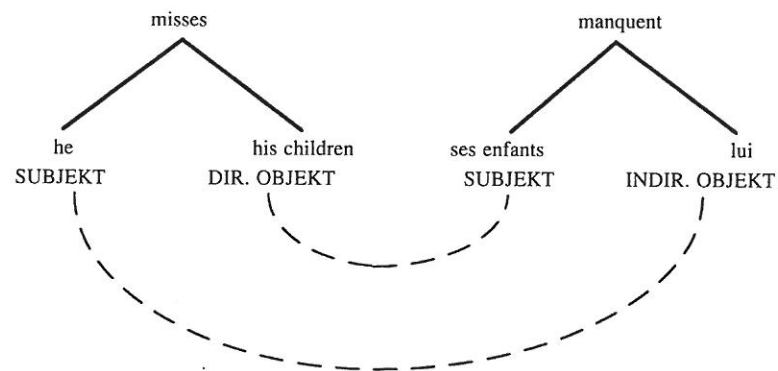 misses manquent
he his children ses enfants lui
SUBJEKT DIR. OBJEKT SUBJEKT INDIR. OBJEKT